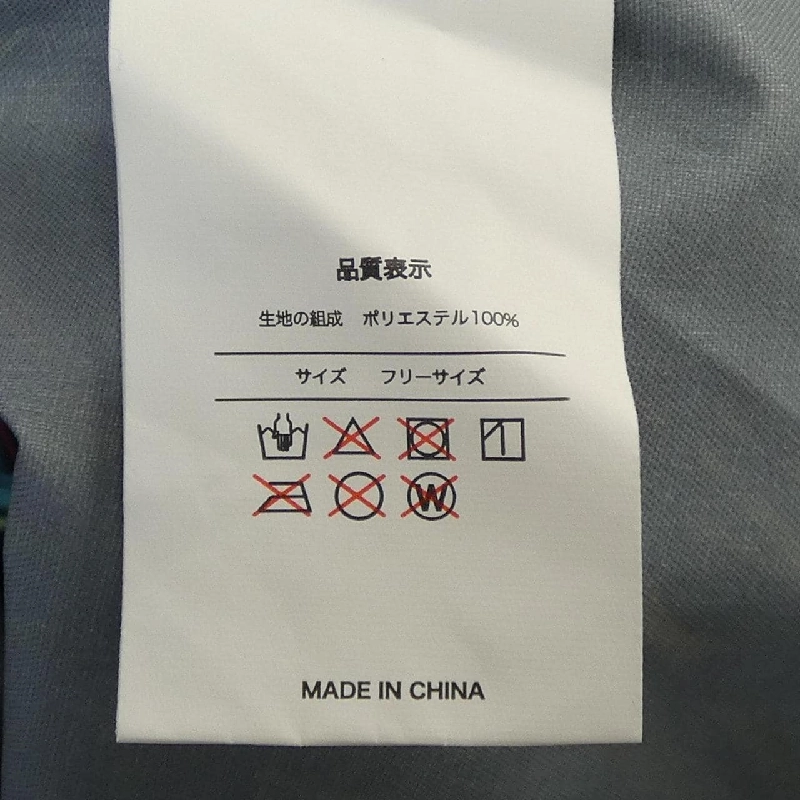 品質表示
生地の組成　ポリエステル100%
サイズ　フリーサイズ
W
MADE IN CHINA